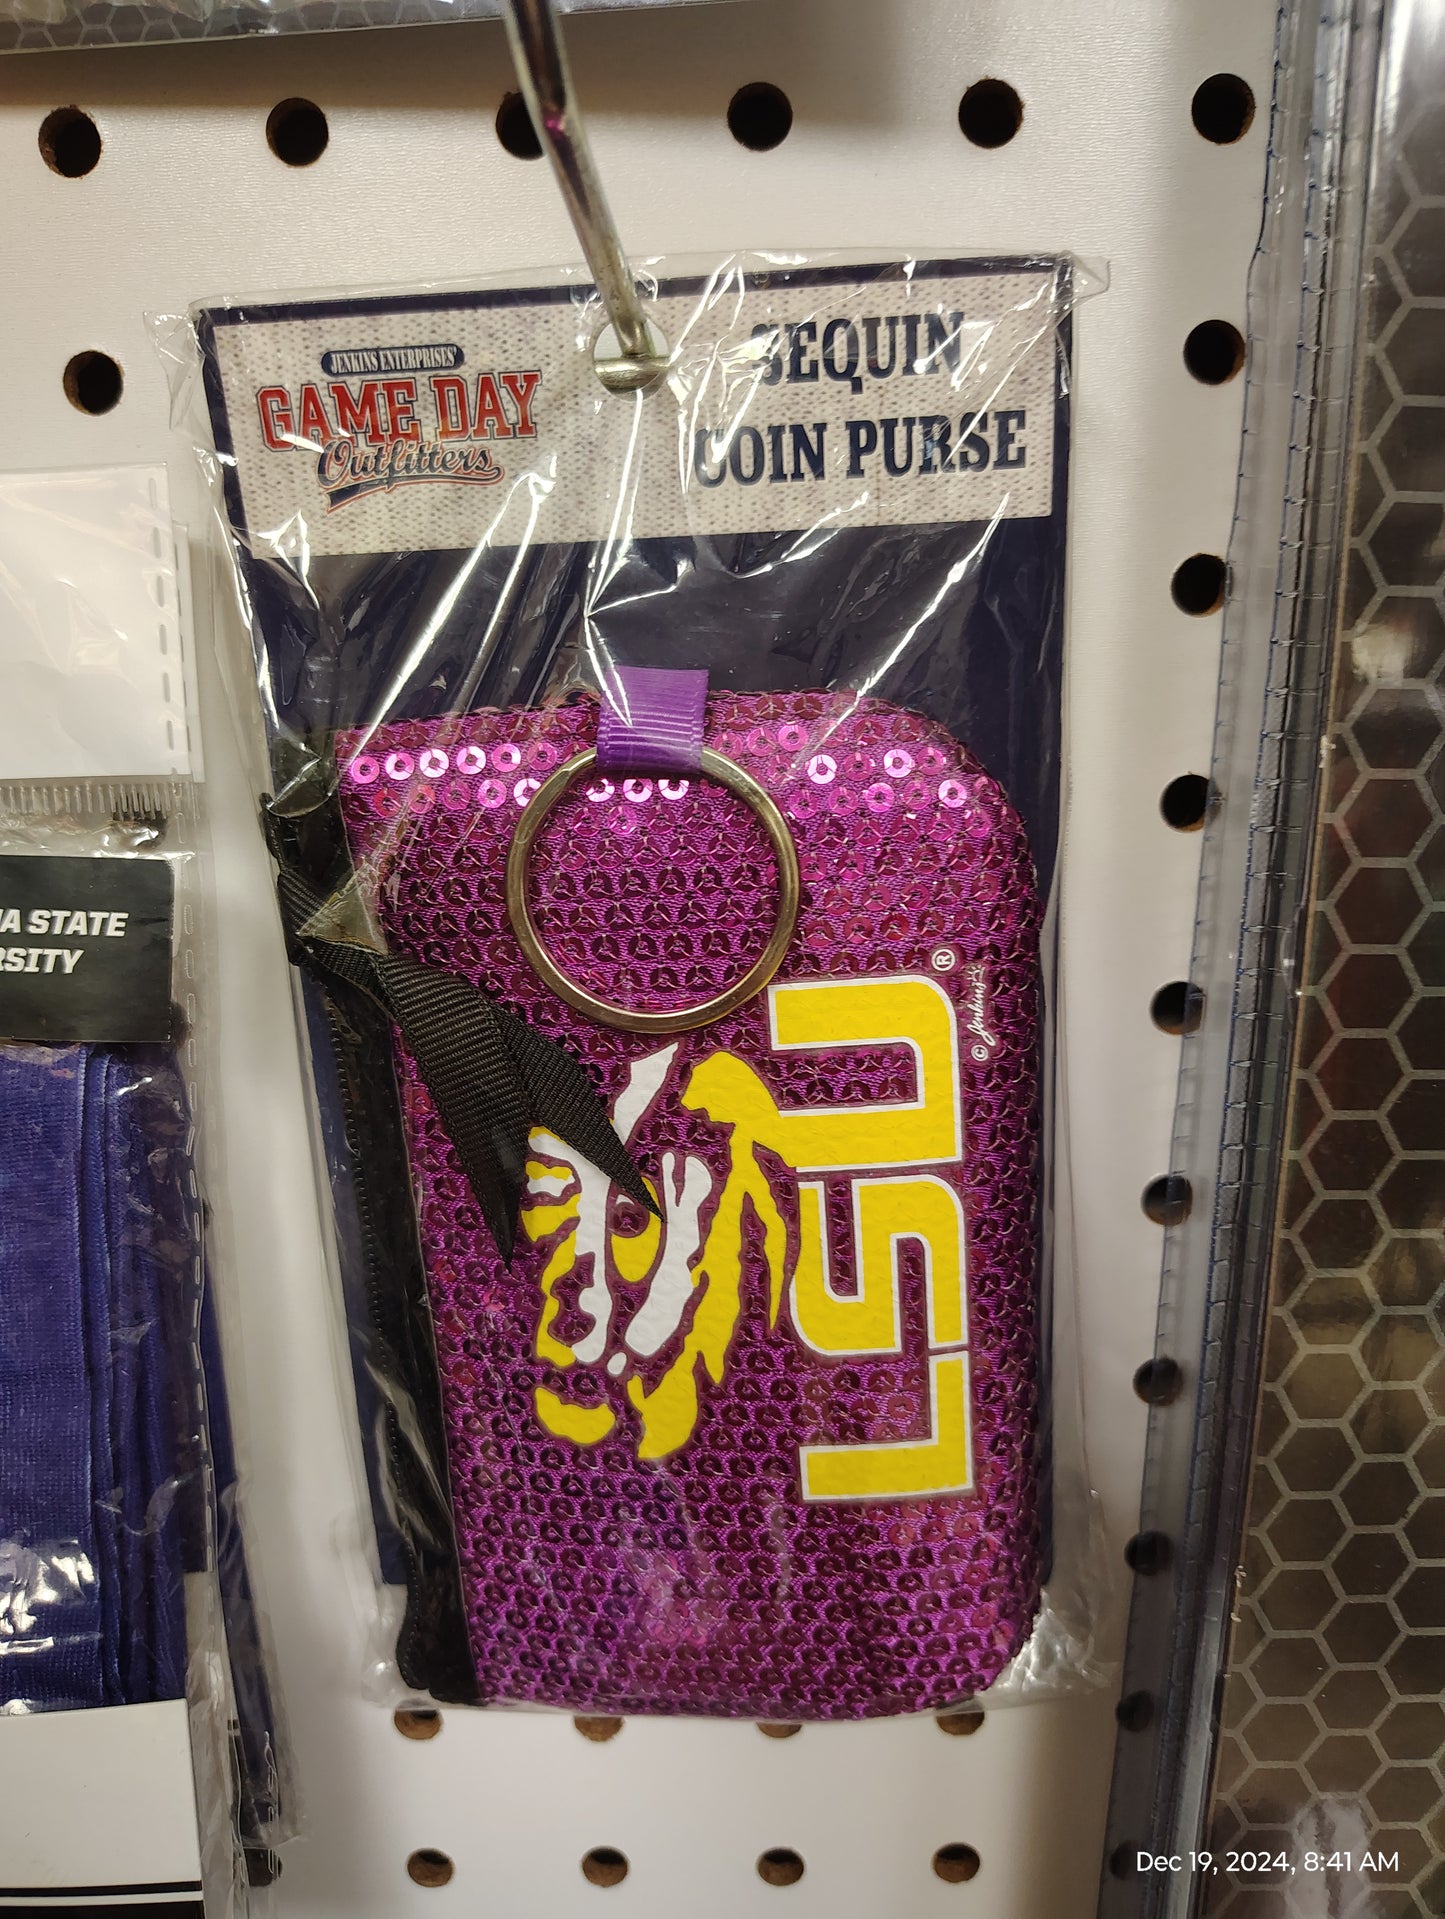 JENKINS ENTERPRISES'
GAME DAY
Outfitters
SEQUIN
COIN PURSE
A STATE
RSITY
LSU®
© Jenkins
Dec 19, 2024, 8:41 AM